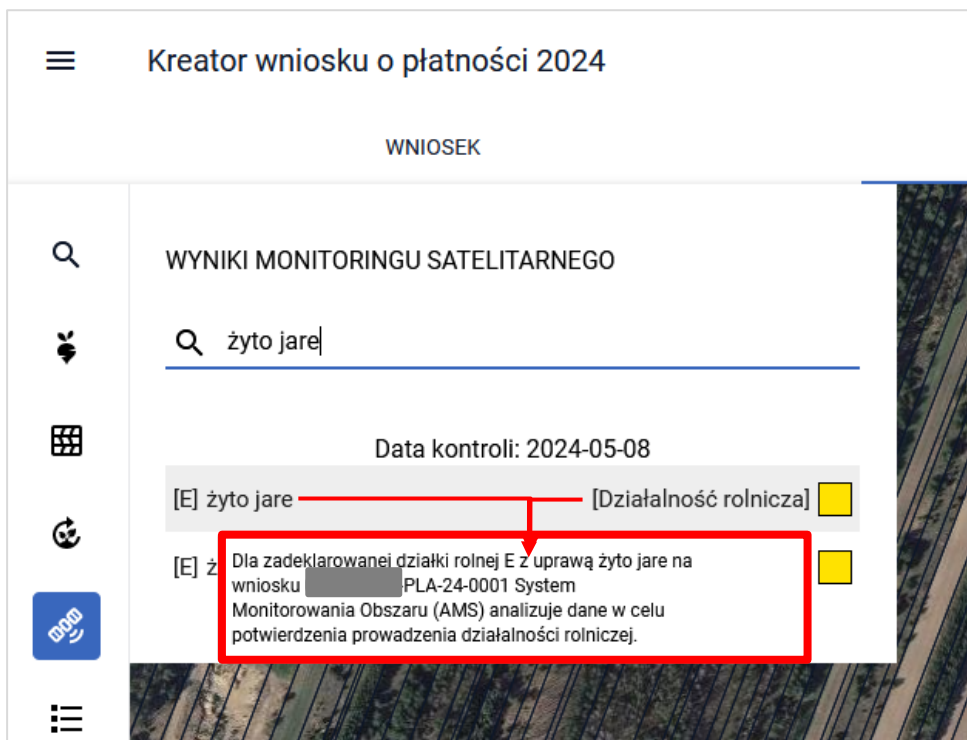 Kreator wniosku o płatności 2024
WNIOSEK
WYNIKI MONITORINGU SATELITARNEGO
żyto jare
Data kontroli: 2024-05-08
[E] żyto jare [Działalność rolnicza]
[E] ż
Dla zadeklarowanej działki rolnej E z uprawą żyto jare na
wniosku -PLA-24-0001 System
Monitorowania Obszaru (AMS) analizuje dane w celu
potwierdzenia prowadzenia działalności rolniczej.